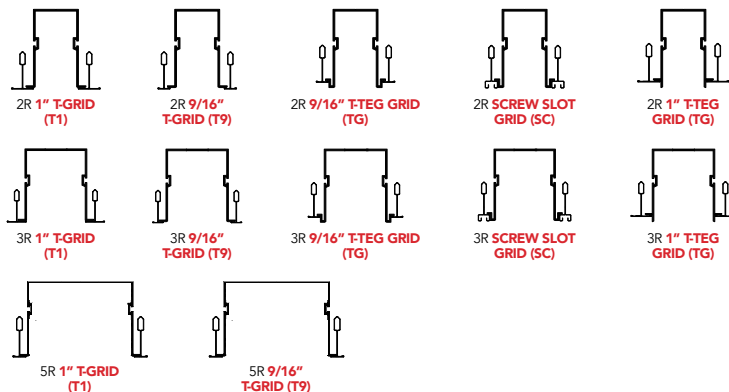 2R 1” T-GRID
(T1)
2R 9/16”
T-GRID (T9)
2R 9/16” T-TEG GRID
(TG)
2R SCREW SLOT
GRID (SC)
2R 1” T-TEG
GRID (TG)
3R 1” T-GRID
(T1)
3R 9/16”
T-GRID (T9)
3R 9/16” T-TEG GRID
(TG)
3R SCREW SLOT
GRID (SC)
3R 1” T-TEG
GRID (TG)
5R 1” T-GRID
(T1)
5R 9/16”
T-GRID (T9)